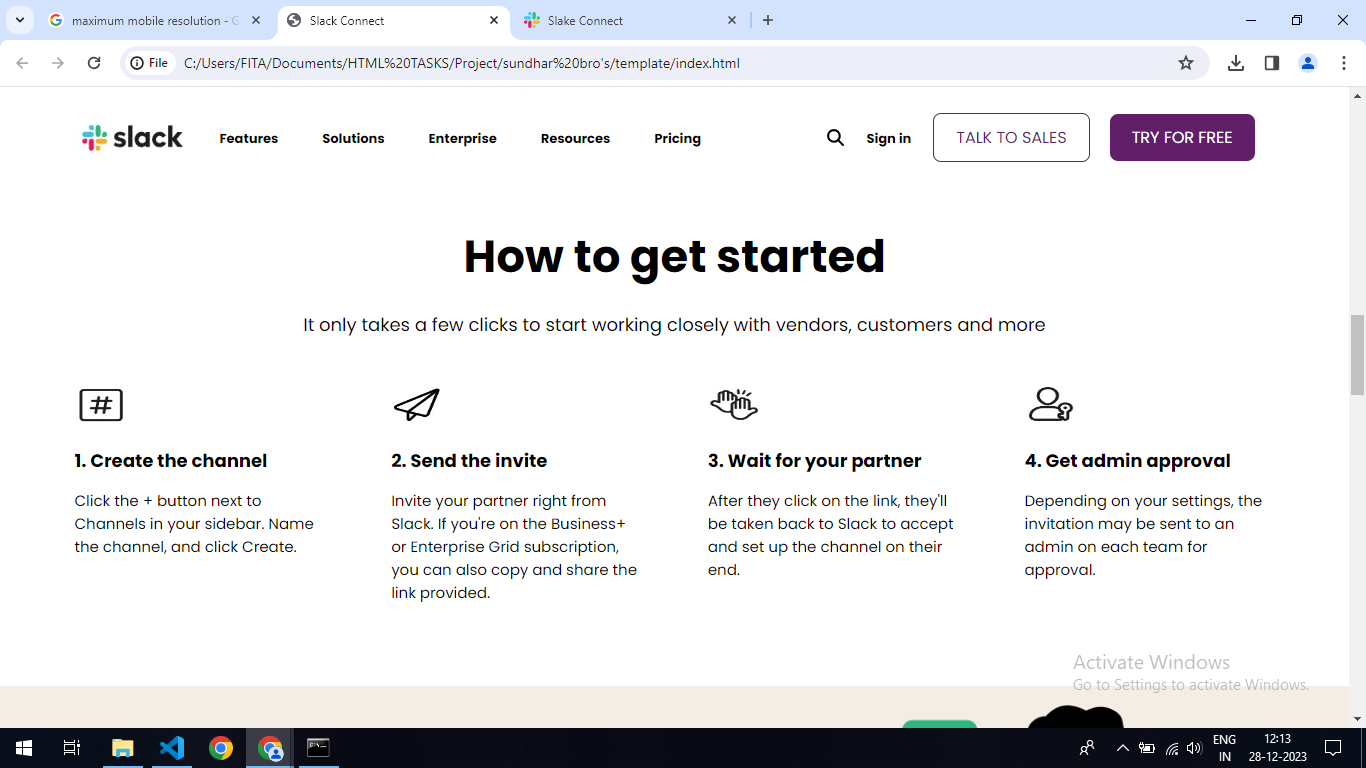 maximum mobile resolution - G
Slack Connect
Slake Connect
File
C:/Users/FITA/Documents/HTML%20TASKS/Project/sundhar%20bro's/template/index.html
slack
Features
Solutions
Enterprise
Resources
Pricing
Sign in
TALK TO SALES
TRY FOR FREE
How to get started
It only takes a few clicks to start working closely with vendors, customers and more
#
1. Create the channel
Click the + button next to
Channels in your sidebar. Name
the channel, and click Create.
2. Send the invite
Invite your partner right from
Slack. If you're on the Business+
or Enterprise Grid subscription,
you can also copy and share the
link provided.
3. Wait for your partner
After they click on the link, they'll
be taken back to Slack to accept
and set up the channel on their
end.
4. Get admin approval
Depending on your settings, the
invitation may be sent to an
admin on each team for
approval.
Activate Windows
Go to Settings to activate Windows.
ENG
IN
12:13
28-12-2023